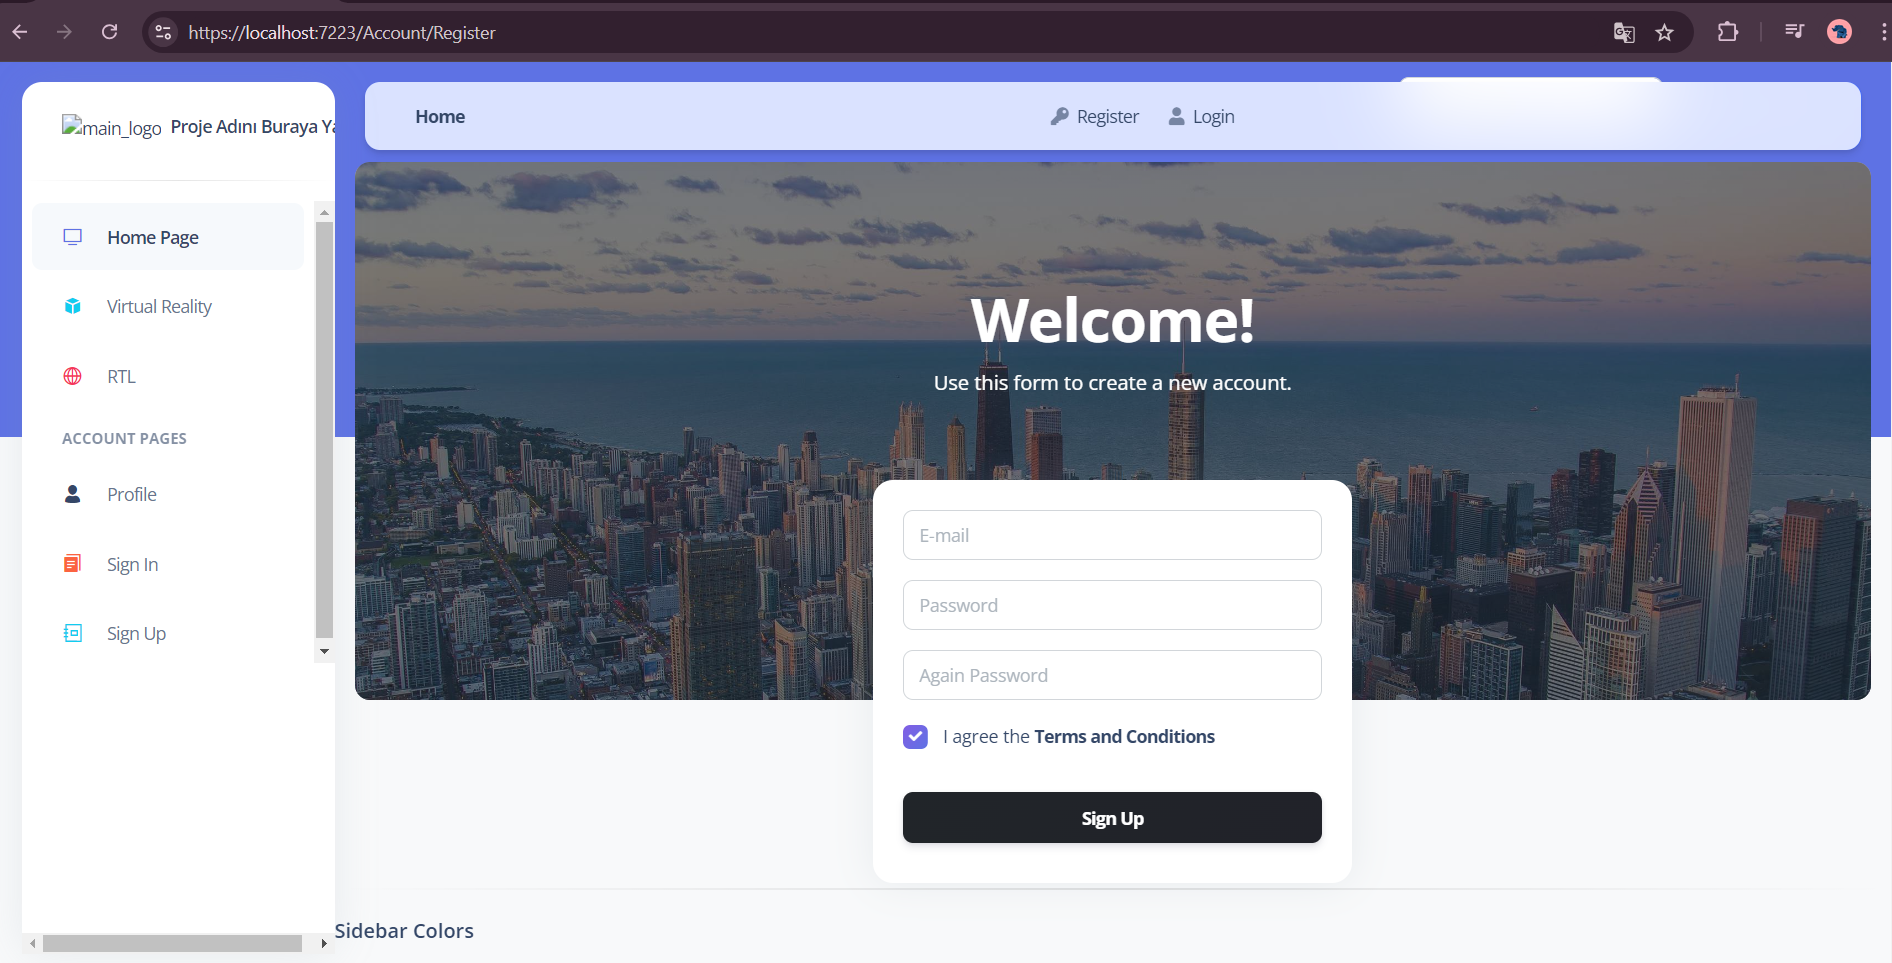 https://localhost:7223/Account/Register
main_logo Proje Adını Buraya Ya
Home
Register
Login
Home Page
Virtual Reality
RTL
ACCOUNT PAGES
Profile
Sign In
Sign Up
Welcome!
Use this form to create a new account.
E-mail
Password
Again Password
I agree the Terms and Conditions
Sign Up
Sidebar Colors